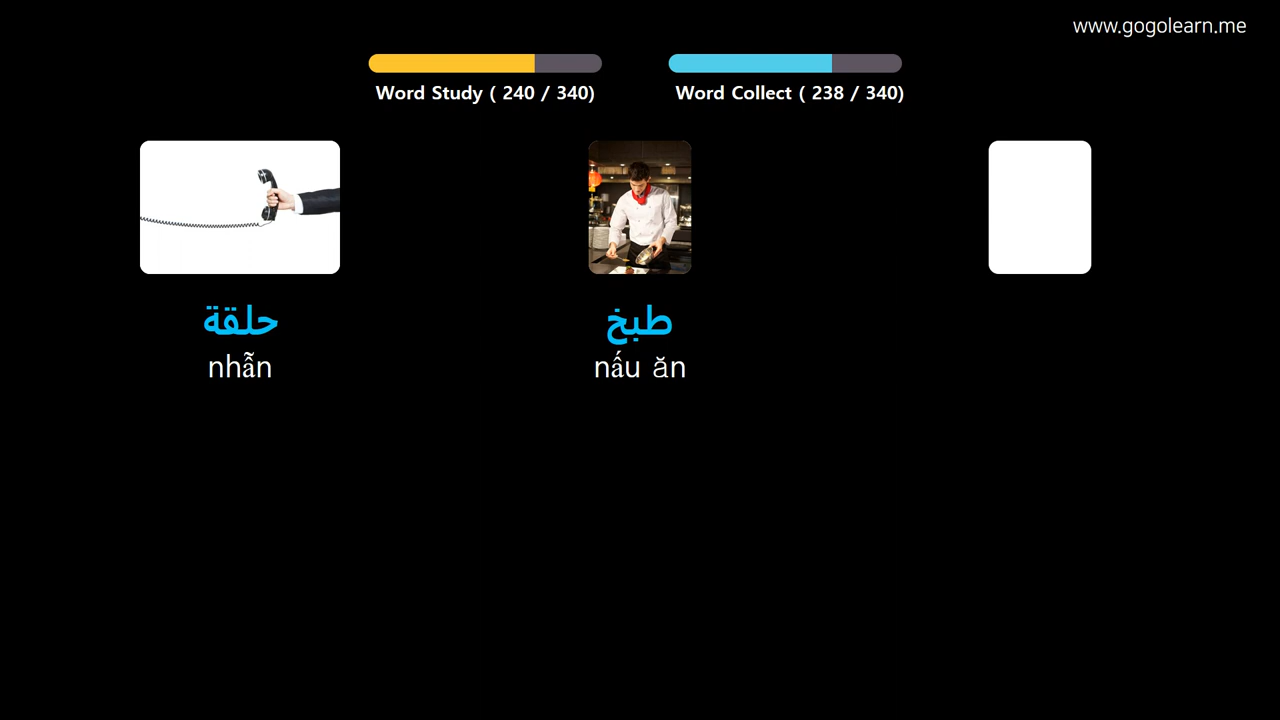 www.gogolearn.me
Word Study ( 240 / 340)
Word Collect ( 238 / 340)
حلقة
nhẫn
طبخ
nấu ăn